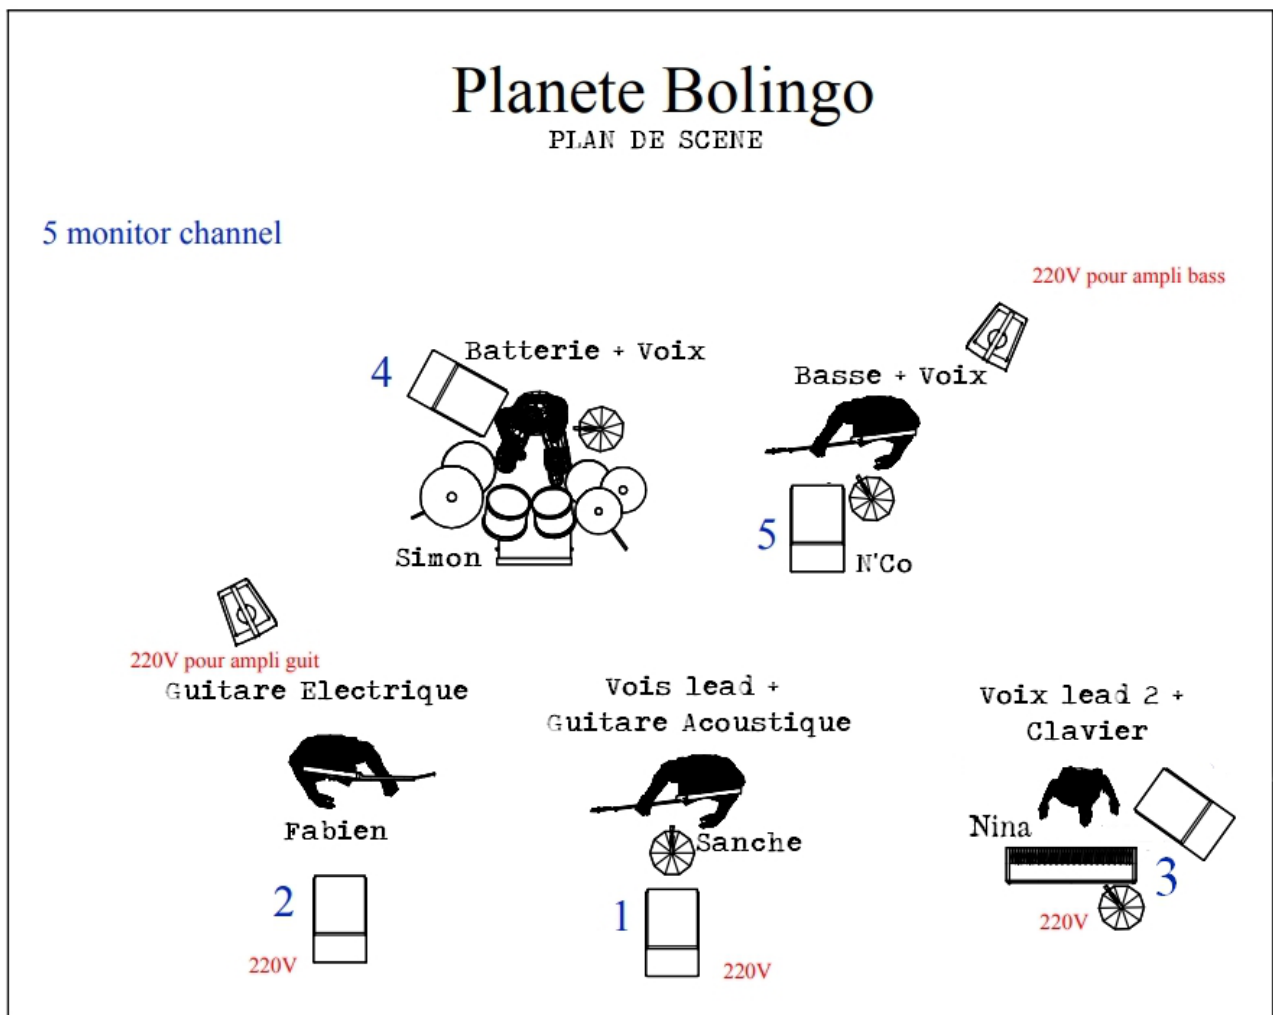 Planete Bolingo
PLAN DE SCENE
5 monitor channel
220V pour ampli bass
4
Batterie + Voix
Basse + Voix
5
Simon
N'Co
220V pour ampli guit
Guitare Electrique
Vois lead +
Guitare Acoustique
Voix lead 2 +
Clavier
Fabien
Sanche
Nina
2
1
3
220V
220V
220V